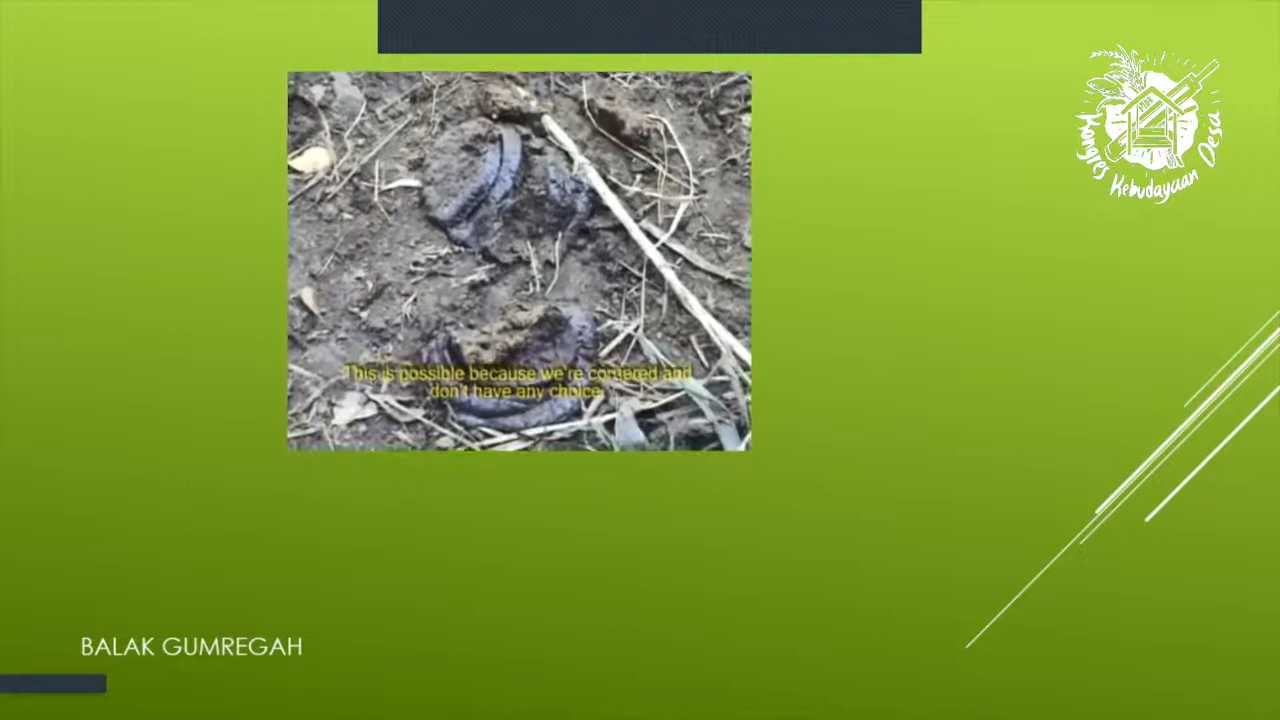 Kongres Kebudayaan Desa
This is possible because we're cornered and
don't have any choice
BALAK GUMREGAH